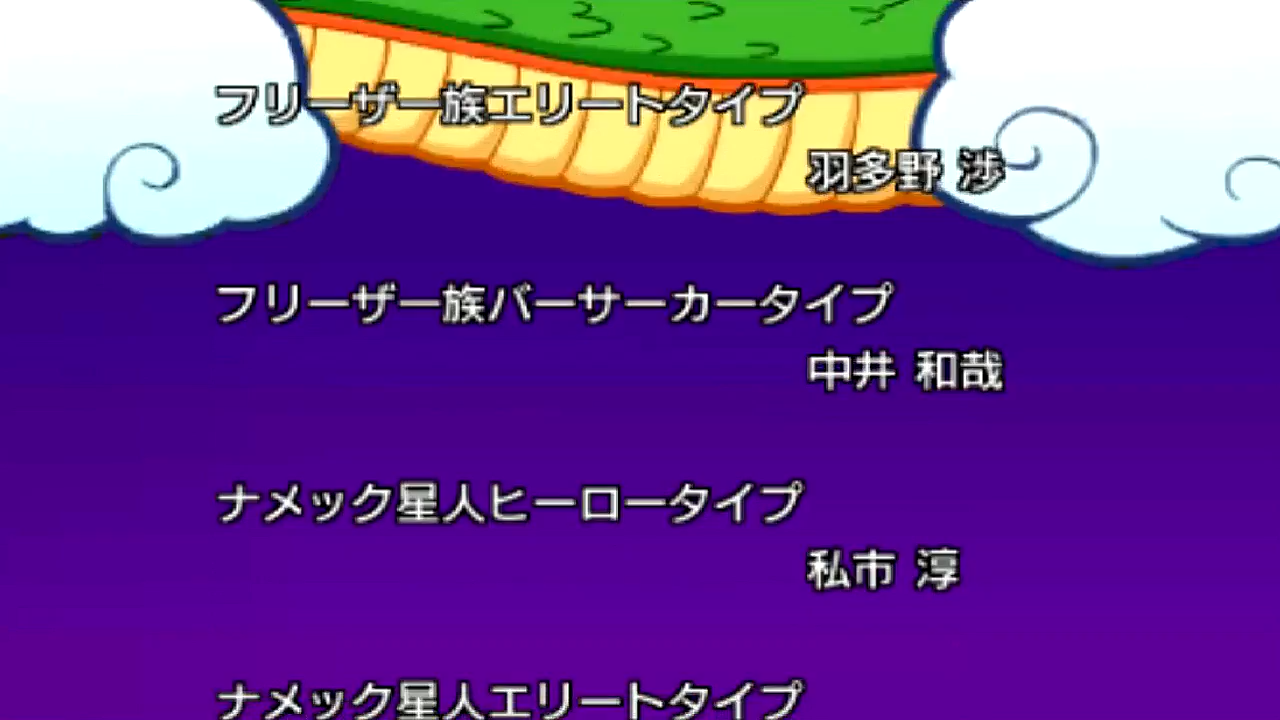 フリーザ一族エリートタイプ
羽多野 渉
フリーザ一族バーサーカータイプ
中井 和哉
ナメック星人ヒーロータイプ
私市 淳
ナメック星人エリートタイプ